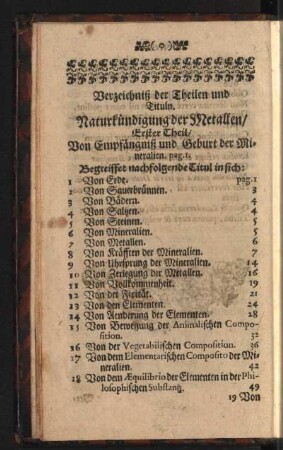 Verzeichniß der Theilen und
Tituln,
Naturkündigung der Metallen/
Erster Theil/
Von Empfängniß und Geburt der Mi-
neralien. pag. 1.
Begreiffet nachfolgende Titul in sich:
1 Von Erde. pag. 1
2 Von Sauerbrünnen. 3
3 Von Bädern. 4
4 Von Saltzen. 4
5 Von Steinen. 5
6 Von Mineralien. 5
7 Von Metallen. 6
8 Von Kräfften der Mineralien. 7
9 Von Uhrsprung der Mineralien. 14
10 Von Zerlegung der Metallen. 16
11 Von Vollkommenheit. 19
12 Von der Fixität. 21
13 Von den Elementen. 24
14 Von Aenderung der Elementen. 28
15 Von Bewegung der Animalischen Compo-
sition. 32
16 Von der Vegetabilischen Composition. 36
17 Von dem Elementarischen Composito der Mi-
neralien. 42
18 Von dem Æquilibrio der Elementen in der Phi-
losophischen Substantz. 49
19 Von